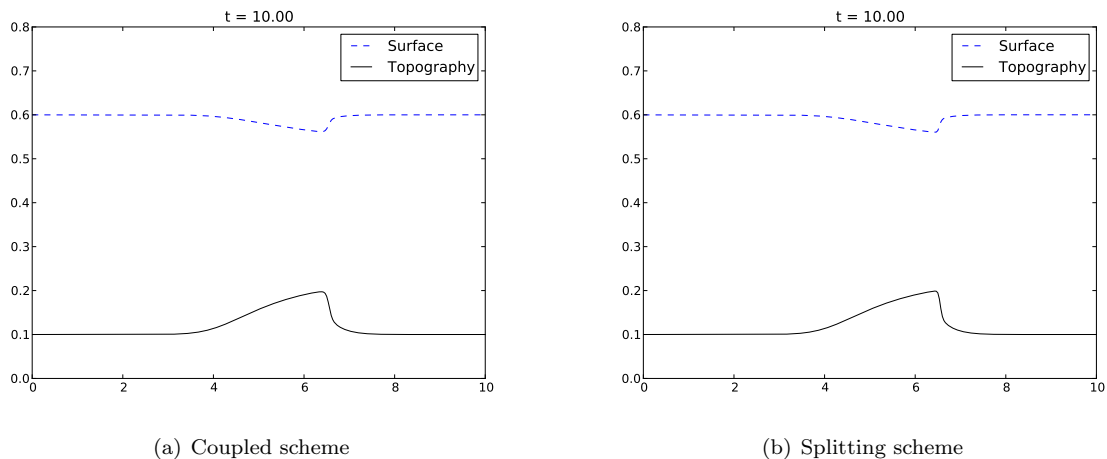 t = 10.00
0.8
0.7
0.6
0.5
0.4
0.3
0.2
0.1
0.0
0 2 4 6 8 10
Surface
Topography
(a) Coupled scheme
t = 10.00
0.8
0.7
0.6
0.5
0.4
0.3
0.2
0.1
0.0
0 2 4 6 8 10
Surface
Topography
(b) Splitting scheme